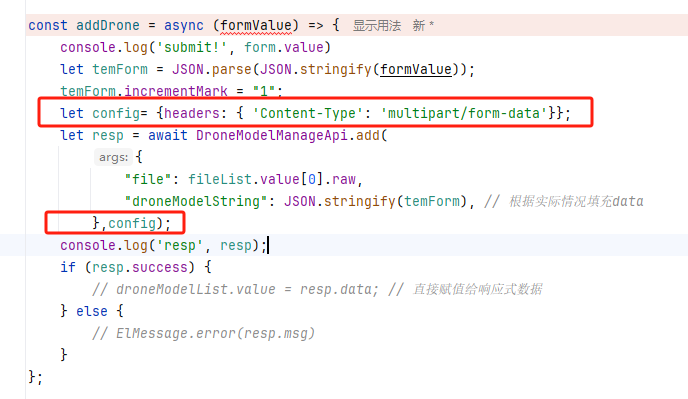 const addDrone = async (formValue) => { 显示用法 新 *
console.log('submit!', form.value)
let temForm = JSON.parse(JSON.stringify(formValue));
temForm.incrementMark = "1";
let config= {headers: { 'Content-Type': 'multipart/form-data'}};
let resp = await DroneModelManageApi.add(
args: {
"file": fileList.value[0].raw,
"droneModelString": JSON.stringify(temForm), // 根据实际情况填充data
},config);
console.log('resp', resp);
if (resp.success) {
// droneModelList.value = resp.data; // 直接赋值给响应式数据
} else {
// ElMessage.error(resp.msg)
}
};